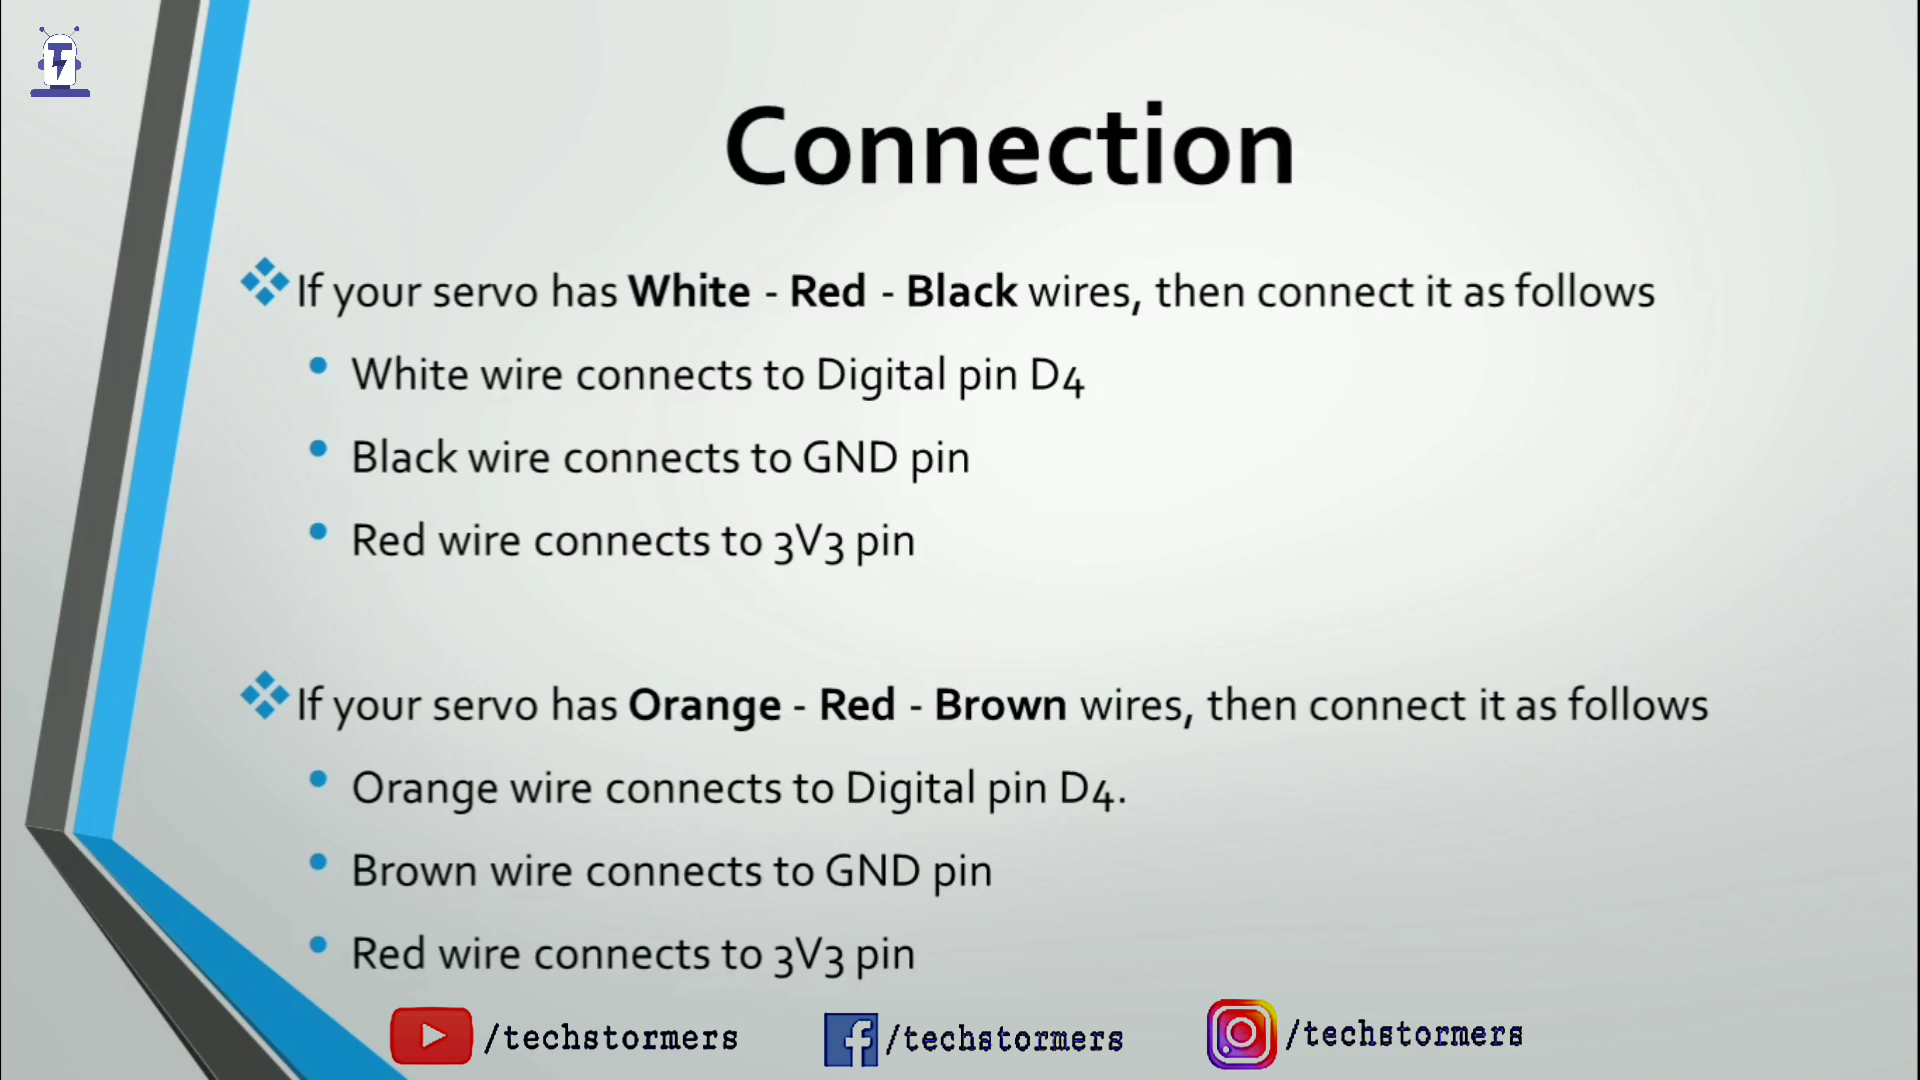 Connection
If your servo has White - Red - Black wires, then connect it as follows
White wire connects to Digital pin D4
Black wire connects to GND pin
Red wire connects to 3V3 pin
If your servo has Orange - Red - Brown wires, then connect it as follows
Orange wire connects to Digital pin D4.
Brown wire connects to GND pin
Red wire connects to 3V3 pin
/techstormers /techstormers /techstormers